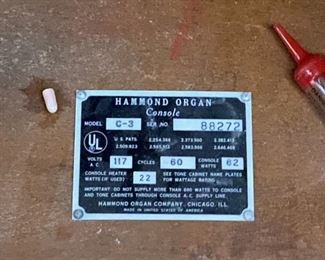 HAMMOND ORGAN
Console
MODEL C-3 SER. NO. 88272
UL
U.S. PATS.
VOLTS A.C. 117 CYCLES 60 CONSOLE WATTS 62
CONSOLE HEATER WATTS (IF USED) 22 SEE TONE CABINET NAME PLATES FOR WATTAGE RATING
IMPORTANT: DO NOT SUPPLY MORE THAN 680 WATTS TO CONSOLE
AND TONE CABINETS THROUGH CONSOLE A.C. SUPPLY LINE
HAMMOND ORGAN COMPANY, CHICAGO, ILL.
MADE IN UNITED STATES OF AMERICA